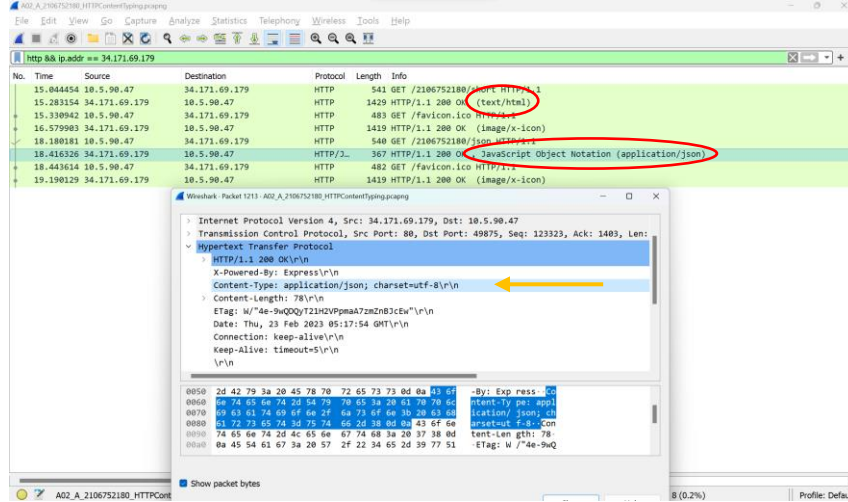 A02_A_2106752180_HTTPContentTyping.pcapng
File Edit View Go Capture Analyze Statistics Telephony Wireless Tools Help
http && ip.addr == 34.171.69.179
No. Time Source Destination Protocol Length Info
15.044454 10.5.90.47 34.171.69.179 HTTP 541 GET /2106752180/short HTTP/1.1
15.283154 34.171.69.179 10.5.90.47 HTTP 1429 HTTP/1.1 200 OK (text/html)
15.330942 10.5.90.47 34.171.69.179 HTTP 483 GET /favicon.ico HTTP/1.1
16.579903 34.171.69.179 10.5.90.47 HTTP 1419 HTTP/1.1 200 OK (image/x-icon)
18.180181 10.5.90.47 34.171.69.179 HTTP 540 GET /2106752180/json HTTP/1.1
18.416326 34.171.69.179 10.5.90.47 HTTP/J… 367 HTTP/1.1 200 OK , JavaScript Object Notation (application/json)
18.443614 10.5.90.47 34.171.69.179 HTTP 482 GET /favicon.ico HTTP/1.1
19.190129 34.171.69.179 10.5.90.47 HTTP 1419 HTTP/1.1 200 OK (image/x-icon)
Wireshark · Packet 1213 · A02_A_2106752180_HTTPContentTyping.pcapng
Internet Protocol Version 4, Src: 34.171.69.179, Dst: 10.5.90.47
Transmission Control Protocol, Src Port: 80, Dst Port: 49875, Seq: 123323, Ack: 1403, Len:
Hypertext Transfer Protocol
HTTP/1.1 200 OK\r\n
X-Powered-By: Express\r\n
Content-Type: application/json; charset=utf-8\r\n
Content-Length: 78\r\n
ETag: W/"4e-9wQDQyT21H2VPpmaA7zmZnBJcEw"\r\n
Date: Thu, 23 Feb 2023 05:17:54 GMT\r\n
Connection: keep-alive\r\n
Keep-Alive: timeout=5\r\n
\r\n
0050 2d 42 79 3a 20 45 78 70 72 65 73 73 0d 0a 43 6f -By: Exp ress··Co
0060 6e 74 65 6e 74 2d 54 79 70 65 3a 20 61 70 70 6c ntent-Ty pe: appl
0070 69 63 61 74 69 6f 6e 2f 6a 73 6f 6e 3b 20 63 68 ication/ json; ch
0080 61 72 73 65 74 3d 75 74 66 2d 38 0d 0a 43 6f 6e arset=ut f-8··Con
0090 74 65 6e 74 2d 4c 65 6e 67 74 68 3a 20 37 38 0d tent-Len gth: 78·
00a0 0a 45 54 61 67 3a 20 57 2f 22 34 65 2d 39 77 51 ·ETag: W /"4e-9wQ
Show packet bytes
A02_A_2106752180_HTTPCont 8 (0.2%) Profile: Defau